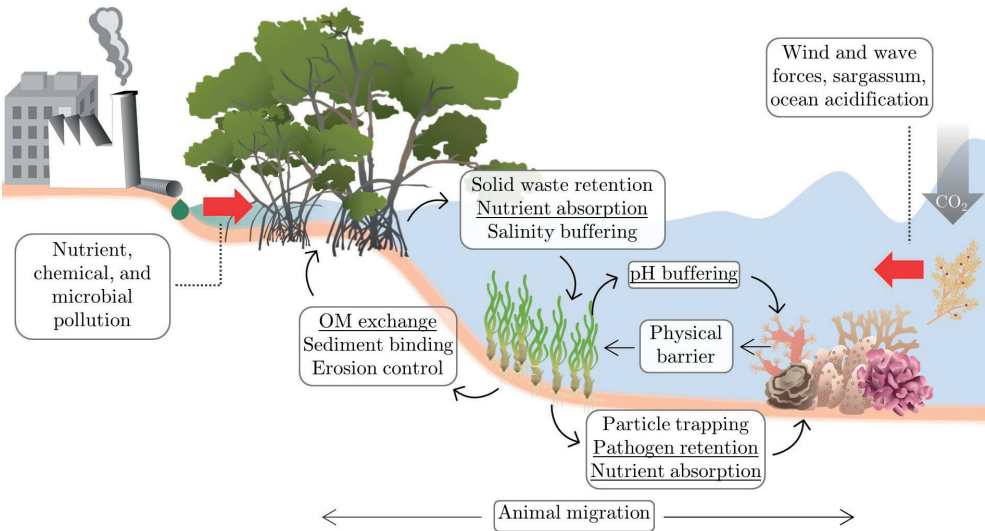 Wind and wave
forces, sargassum,
ocean acidification
CO₂
Solid waste retention
Nutrient absorption
Salinity buffering
Nutrient,
chemical, and
microbial
pollution
pH buffering
OM exchange
Sediment binding
Erosion control
Physical
barrier
Particle trapping
Pathogen retention
Nutrient absorption
Animal migration